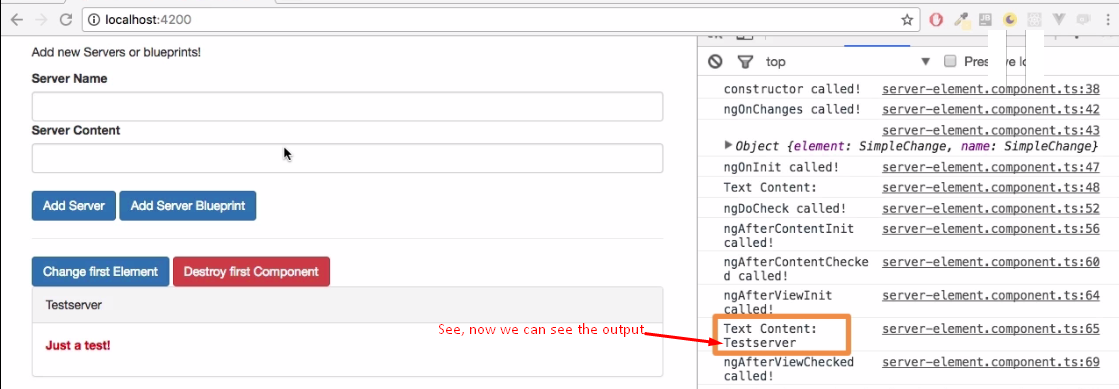 localhost:4200
Add new Servers or blueprints!
Server Name
Server Content
Add Server
Add Server Blueprint
Change first Element
Destroy first Component
Testserver
Just a test!
See, now we can see the output
top
constructor called! server-element.component.ts:38
ngOnChanges called! server-element.component.ts:42
server-element.component.ts:43
Object {element: SimpleChange, name: SimpleChange}
ngOnInit called! server-element.component.ts:47
Text Content: server-element.component.ts:48
ngDoCheck called! server-element.component.ts:52
ngAfterContentInit server-element.component.ts:56
called!
ngAfterContentChecke server-element.component.ts:60
d called!
ngAfterViewInit server-element.component.ts:64
called!
Text Content: server-element.component.ts:65
Testserver
ngAfterViewChecked server-element.component.ts:69
called!